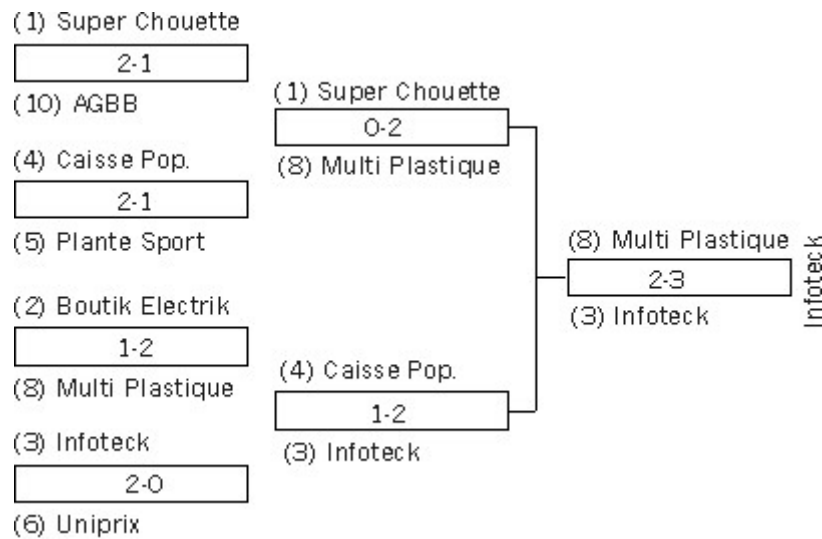 (1) Super Chouette
2-1
(10) AGBB
(4) Caisse Pop.
2-1
(5) Plante Sport
(2) Boutik Electrik
1-2
(8) Multi Plastique
(3) Infoteck
2-0
(6) Uniprix
(1) Super Chouette
0-2
(8) Multi Plastique
(4) Caisse Pop.
1-2
(3) Infoteck
(8) Multi Plastique
2-3
(3) Infoteck
Infoteck